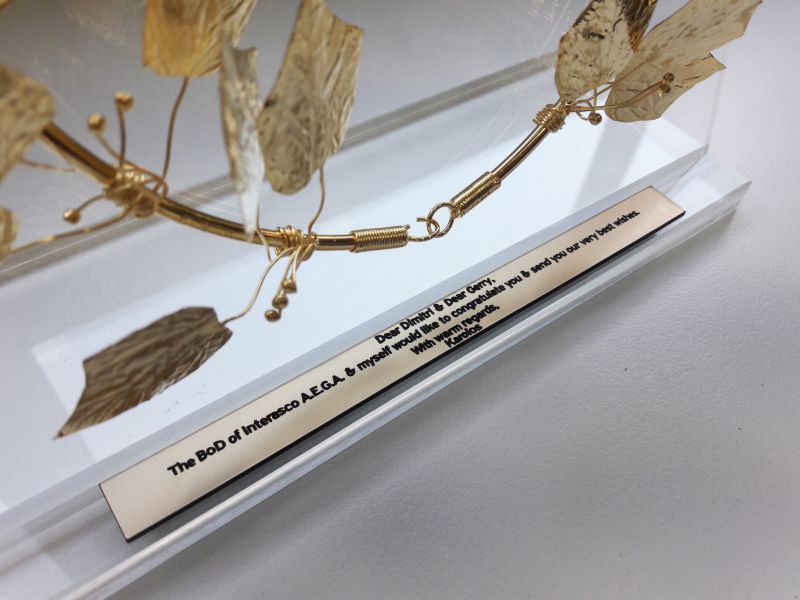 Dear Dimitri & Dear Gerry,
The BoD of Interasco A.E.G.A. & myself would like to congratulate you & send you our very best wishes.
With warm regards,
Karolos